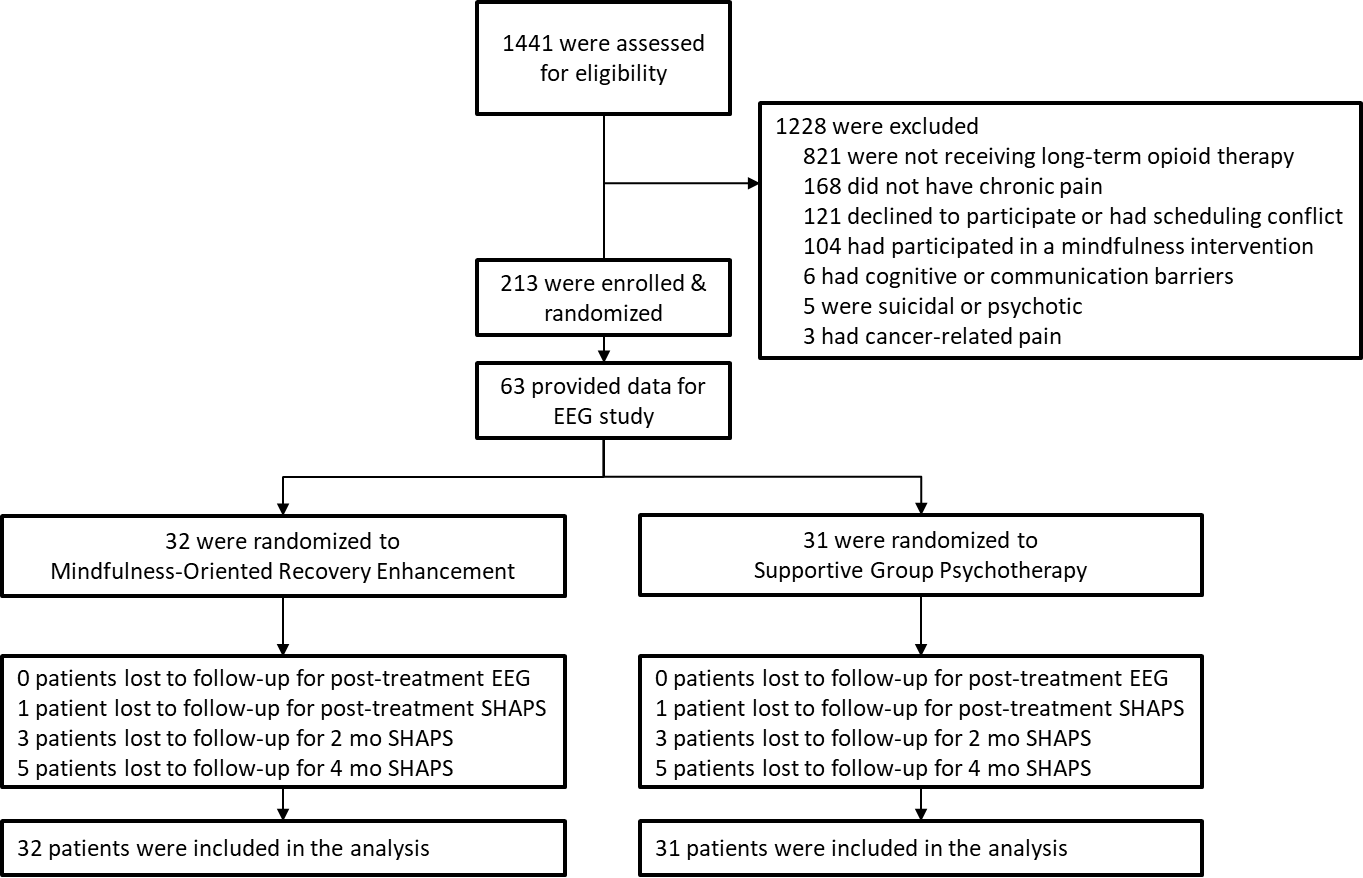 1441 were assessed
for eligibility
1228 were excluded
821 were not receiving long-term opioid therapy
168 did not have chronic pain
121 declined to participate or had scheduling conflict
104 had participated in a mindfulness intervention
6 had cognitive or communication barriers
5 were suicidal or psychotic
3 had cancer-related pain
213 were enrolled &
randomized
63 provided data for
EEG study
32 were randomized to
Mindfulness-Oriented Recovery Enhancement
31 were randomized to
Supportive Group Psychotherapy
0 patients lost to follow-up for post-treatment EEG
1 patient lost to follow-up for post-treatment SHAPS
3 patients lost to follow-up for 2 mo SHAPS
5 patients lost to follow-up for 4 mo SHAPS
0 patients lost to follow-up for post-treatment EEG
1 patient lost to follow-up for post-treatment SHAPS
3 patients lost to follow-up for 2 mo SHAPS
5 patients lost to follow-up for 4 mo SHAPS
32 patients were included in the analysis
31 patients were included in the analysis